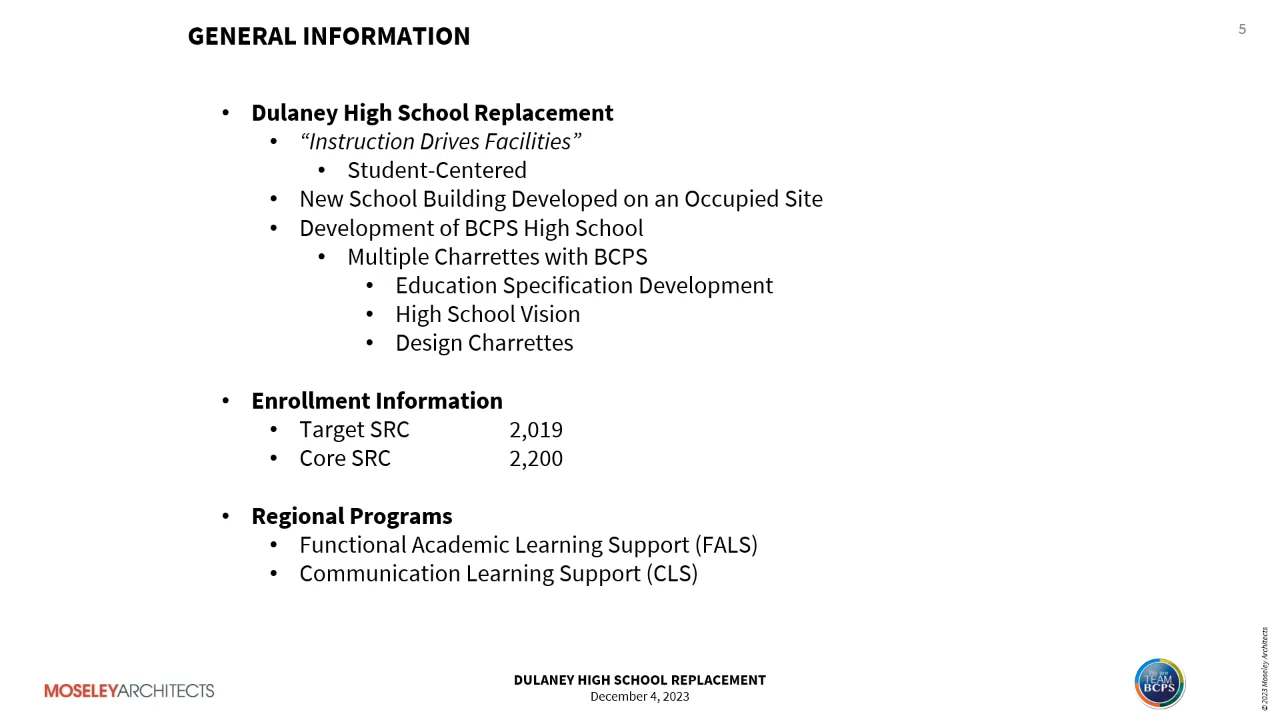 GENERAL INFORMATION
5
• Dulaney High School Replacement
• “Instruction Drives Facilities”
• Student-Centered
• New School Building Developed on an Occupied Site
• Development of BCPS High School
• Multiple Charrettes with BCPS
• Education Specification Development
• High School Vision
• Design Charrettes
• Enrollment Information
• Target SRC 2,019
• Core SRC 2,200
• Regional Programs
• Functional Academic Learning Support (FALS)
• Communication Learning Support (CLS)
MOSELEYARCHITECTS
DULANEY HIGH SCHOOL REPLACEMENT
December 4, 2023
We are
TEAM
BCPS
© 2023 Moseley Architects